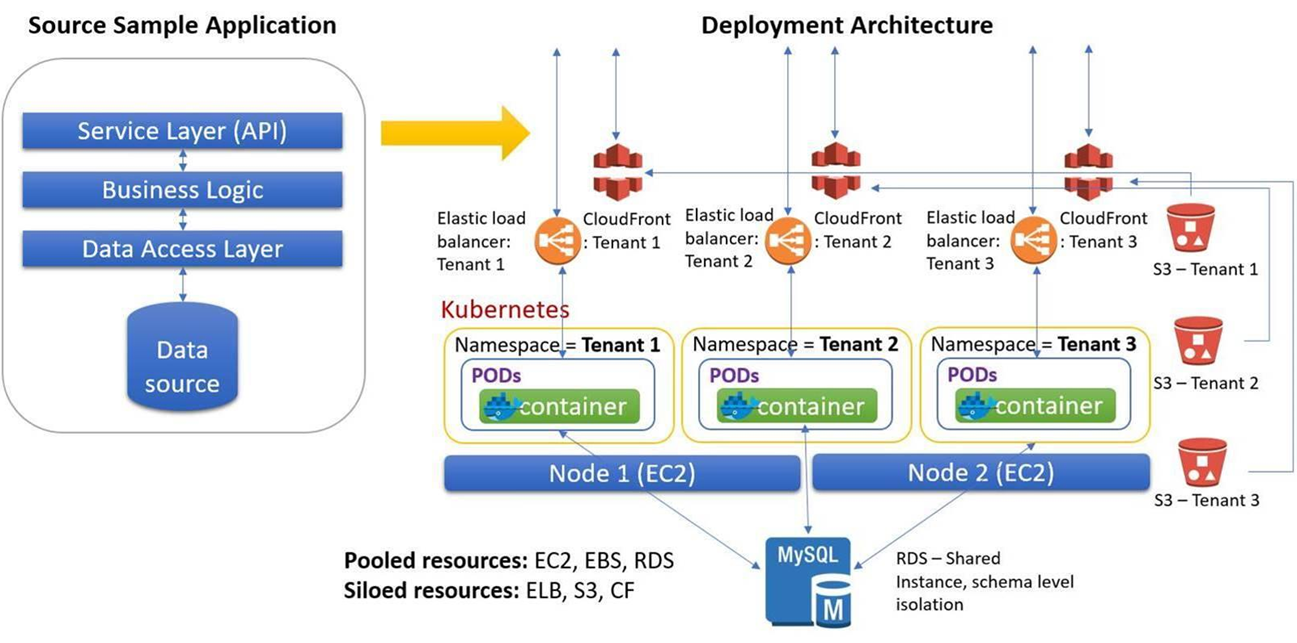 Source Sample Application
Service Layer (API)
Business Logic
Data Access Layer
Data
source
Deployment Architecture
Elastic load
balancer:
Tenant 1
CloudFront
: Tenant 1
Elastic load
balancer:
Tenant 2
CloudFront
: Tenant 2
Elastic load
balancer:
Tenant 3
CloudFront
: Tenant 3
S3 – Tenant 1
S3 – Tenant 2
S3 – Tenant 3
Kubernetes
Namespace = Tenant 1
PODs
container
Namespace = Tenant 2
PODs
container
Namespace = Tenant 3
PODs
container
Node 1 (EC2)
Node 2 (EC2)
MySQL
M
RDS – Shared
Instance, schema level
isolation
Pooled resources: EC2, EBS, RDS
Siloed resources: ELB, S3, CF